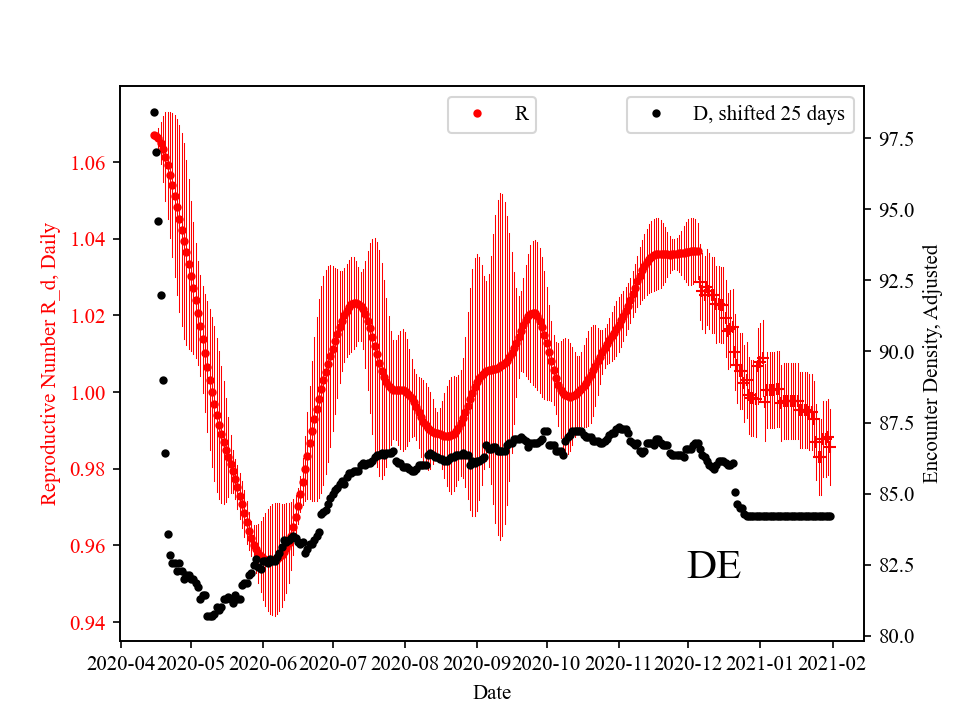 R
D, shifted 25 days
Reproductive Number R_d, Daily
1.06
1.04
1.02
1.00
0.98
0.96
0.94
97.5
95.0
92.5
90.0
87.5
85.0
82.5
80.0
Encounter Density, Adjusted
DE
2020-04 2020-05 2020-06 2020-07 2020-08 2020-09 2020-10 2020-11 2020-12 2021-01 2021-02
Date